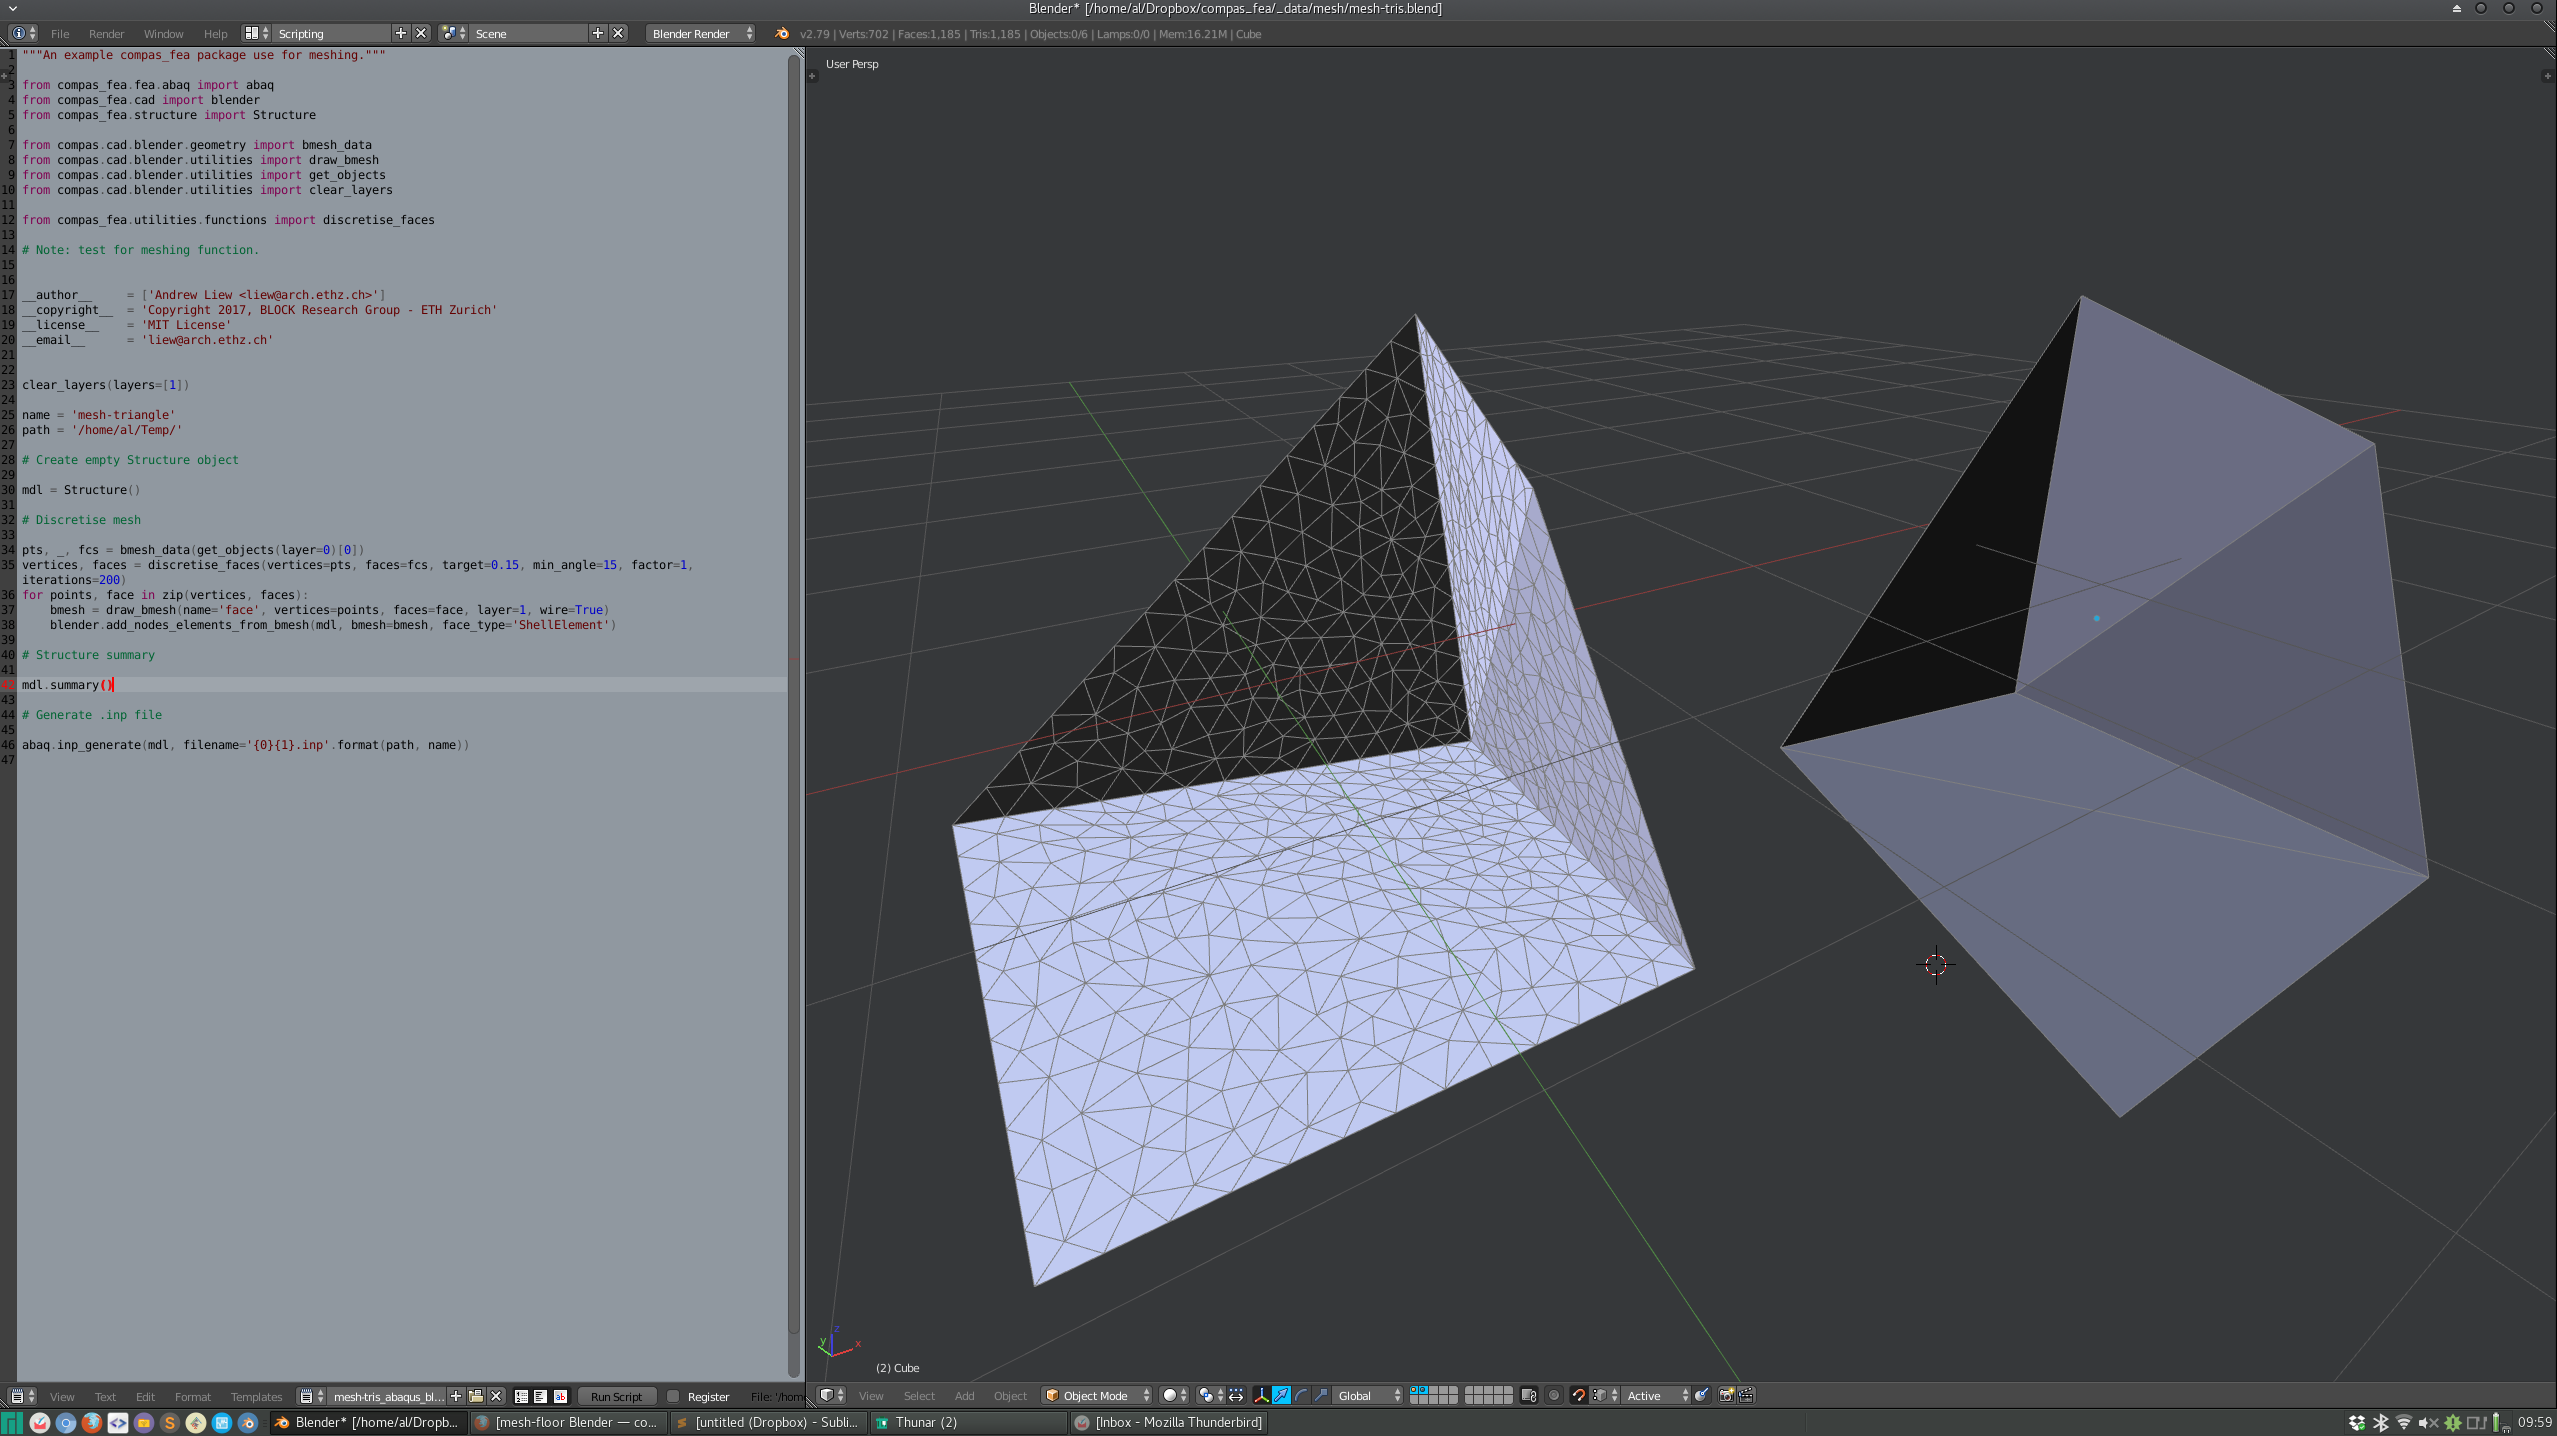 Blender* [/home/al/Dropbox/compas_fea/_data/mesh/mesh-tris.blend]
File Render Window Help Scripting Scene Blender Render v2.79 | Verts:702 | Faces:1,185 | Tris:1,185 | Objects:0/6 | Lamps:0/0 | Mem:16.21M | Cube
1 """An example compas_fea package use for meshing."""
2
3 from compas_fea.fea.abaq import abaq
4 from compas_fea.cad import blender
5 from compas_fea.structure import Structure
6
7 from compas.cad.blender.geometry import bmesh_data
8 from compas.cad.blender.utilities import draw_bmesh
9 from compas.cad.blender.utilities import get_objects
10 from compas.cad.blender.utilities import clear_layers
11
12 from compas_fea.utilities.functions import discretise_faces
13
14 # Note: test for meshing function.
15
16
17 __author__     = ['Andrew Liew <liew@arch.ethz.ch>']
18 __copyright__  = 'Copyright 2017, BLOCK Research Group - ETH Zurich'
19 __license__    = 'MIT License'
20 __email__      = 'liew@arch.ethz.ch'
21
22
23 clear_layers(layers=[1])
24
25 name = 'mesh-triangle'
26 path = '/home/al/Temp/'
27
28 # Create empty Structure object
29
30 mdl = Structure()
31
32 # Discretise mesh
33
34 pts, _, fcs = bmesh_data(get_objects(layer=0)[0])
35 vertices, faces = discretise_faces(vertices=pts, faces=fcs, target=0.15, min_angle=15, factor=1,
iterations=200)
36 for points, face in zip(vertices, faces):
37     bmesh = draw_bmesh(name='face', vertices=points, faces=face, layer=1, wire=True)
38     blender.add_nodes_elements_from_bmesh(mdl, bmesh=bmesh, face_type='ShellElement')
39
40 # Structure summary
41
42 mdl.summary()
43
44 # Generate .inp file
45
46 abaq.inp_generate(mdl, filename='{0}{1}.inp'.format(path, name))
47
User Persp
z
y x
(2) Cube
View Text Edit Format Templates mesh-tris_abaqus_bl... Run Script Register File: '/hom
View Select Add Object Object Mode Global Active
Blender* [/home/al/Dropb... [mesh-floor Blender — co... [untitled (Dropbox) - Subli... Thunar (2) [Inbox - Mozilla Thunderbird] 09:59